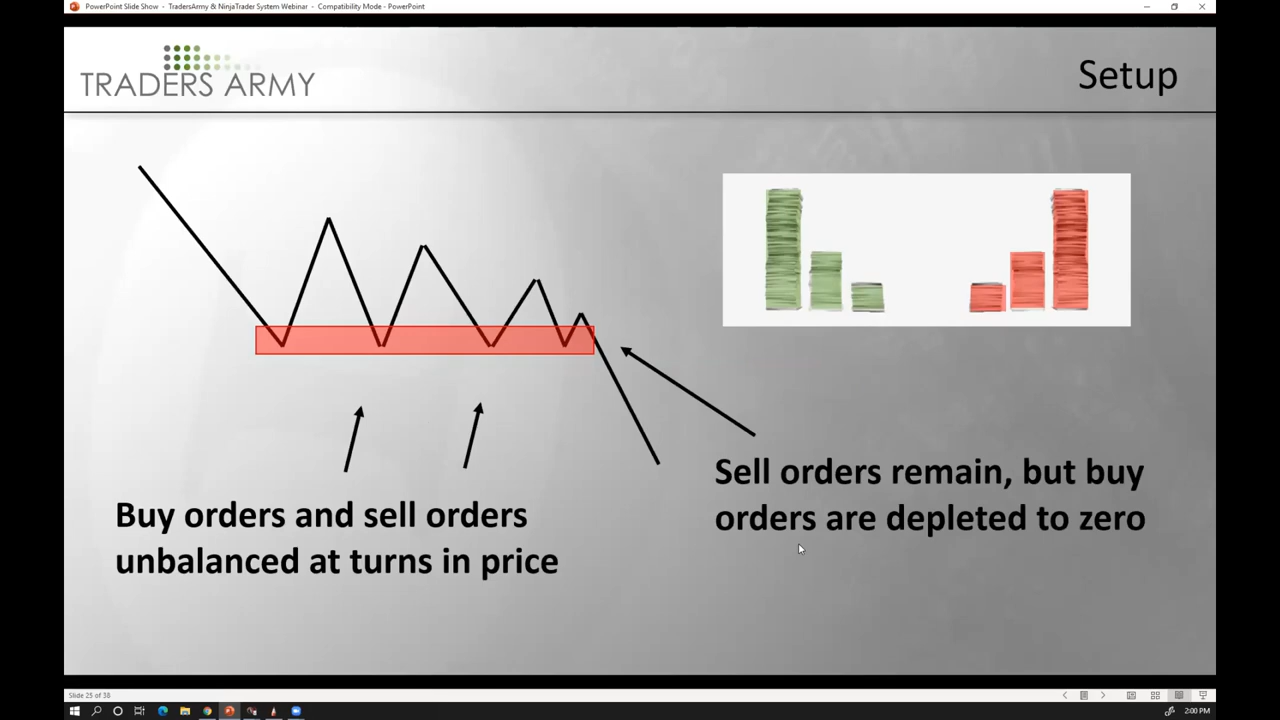 PowerPoint Slide Show - TradersArmy & NinjaTrader System Webinar - Compatibility Mode - PowerPoint
TRADERS ARMY
Setup
Sell orders remain, but buy
orders are depleted to zero
Buy orders and sell orders
unbalanced at turns in price
Slide 25 of 38
2:00 PM